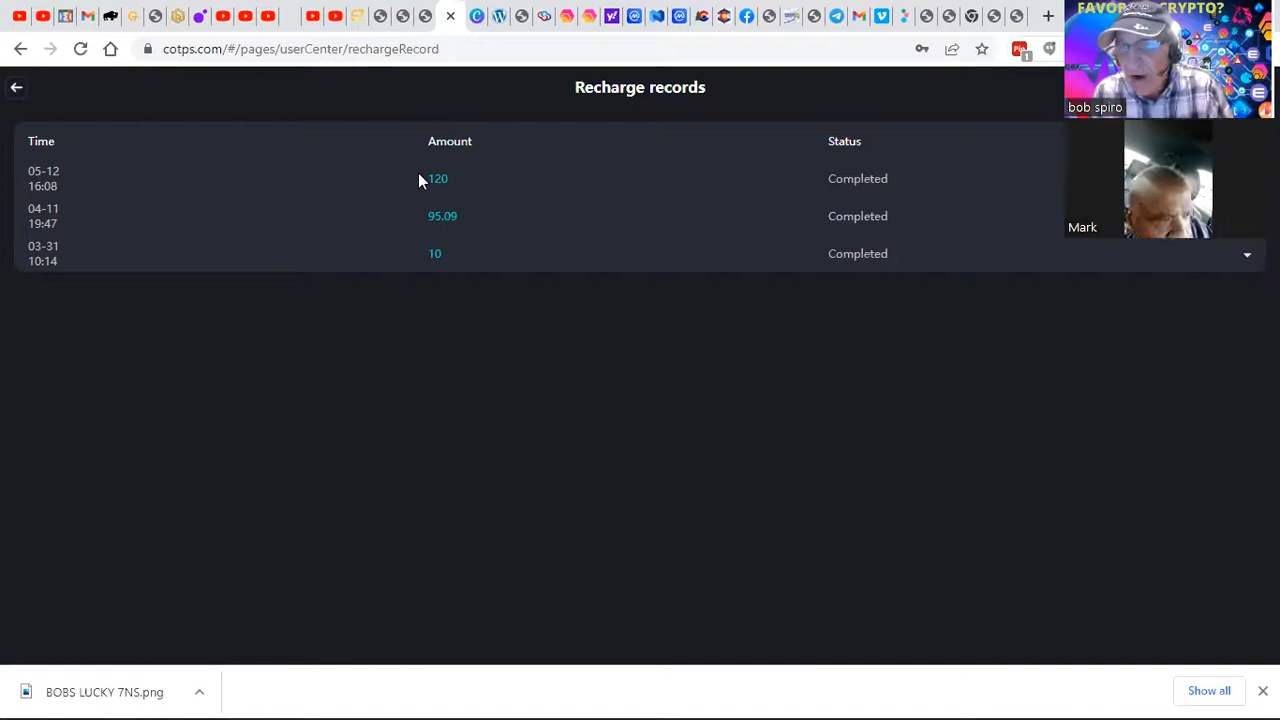 cotps.com/#/pages/userCenter/rechargeRecord
FAVOR
CRYPTO?
bob spiro
Mark
Recharge records
Time Amount Status
05-12
16:08
120 Completed
04-11
19:47
95.09 Completed
03-31
10:14
10 Completed
BOBS LUCKY 7NS.png
Show all